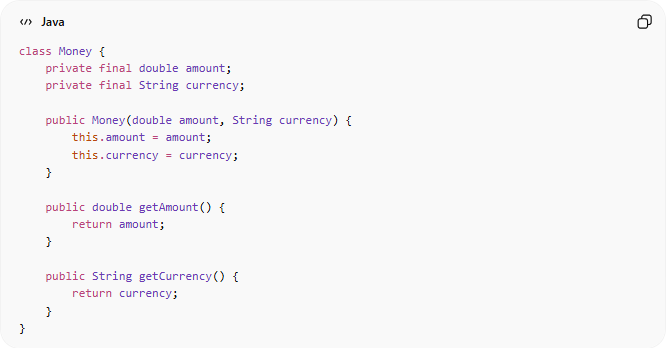 </> Java
class Money {
    private final double amount;
    private final String currency;

    public Money(double amount, String currency) {
        this.amount = amount;
        this.currency = currency;
    }

    public double getAmount() {
        return amount;
    }

    public String getCurrency() {
        return currency;
    }
}